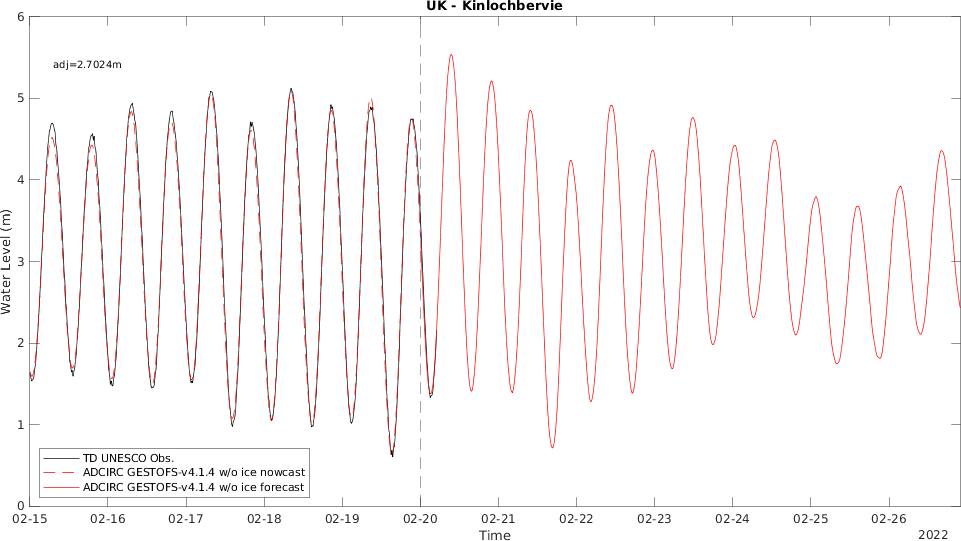 UK - Kinlochbervie
adj=2.7024m
6
5
4
3
2
1
0
Water Level (m)
TD UNESCO Obs.
ADCIRC GESTOFS-v4.1.4 w/o ice nowcast
ADCIRC GESTOFS-v4.1.4 w/o ice forecast
02-15 02-16 02-17 02-18 02-19 02-20 02-21 02-22 02-23 02-24 02-25 02-26
Time
2022